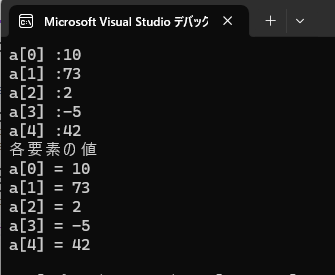 Microsoft Visual Studio デバッグ
a[0] :10
a[1] :73
a[2] :2
a[3] :-5
a[4] :42
各要素の値
a[0] = 10
a[1] = 73
a[2] = 2
a[3] = -5
a[4] = 42